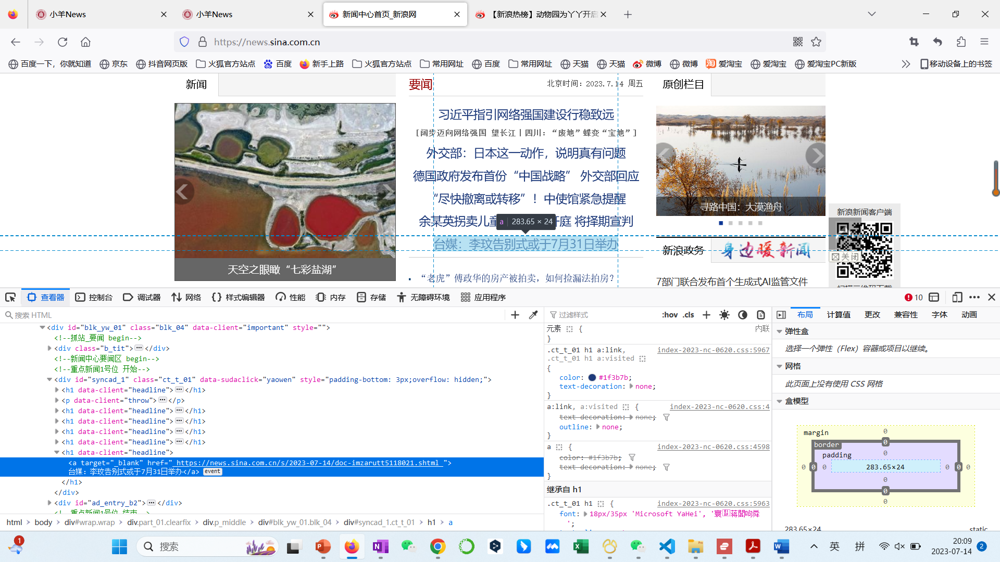 小羊News
小羊News
新闻中心首页_新浪网
【新浪热榜】动物园为丫丫开启
https://news.sina.com.cn
百度一下，你就知道
京东
抖音网页版
火狐官方站点
百度
新手上路
火狐官方站点
常用网址
百度
常用网址
天猫
天猫
微博
微博
爱淘宝
爱淘宝
爱淘宝PC新版
移动设备上的书签
新闻
要闻
北京时间：2023.7.14 周五
原创栏目
习近平指引网络强国建设行稳致远
[阔步迈向网络强国 望长江丨四川：“废地”蝶变“宝地”]
外交部：日本这一动作，说明真有问题
德国政府发布首份“中国战略” 外交部回应
“尽快撤离或转移”！中使馆紧急提醒
余某英拐卖儿童
开庭 将择期宣判
a 283.65 × 24
台媒：李玟告别式或于7月31日举办
天空之眼瞰“七彩盐湖”
“老虎”傅政华的房产被拍卖，如何捡漏法拍房？
寻路中国：大漠渔舟
新浪政务
身边暖新闻
7部门联合发布首个生成式AI监管文件
新浪新闻客户端
关闭
查看器
控制台
调试器
网络
样式编辑器
性能
内存
存储
无障碍环境
应用程序
10
搜索 HTML
<div id="blk_yw_01" class="blk_04" data-client="important" style="">
<!--抓站_要闻 begin-->
<div class="b_tit">…</div>
<!--新闻中心要闻区 begin-->
<!--重点新闻1号位 开始-->
<div id="syncad_1" class="ct_t_01" data-sudaclick="yaowen" style="padding-bottom: 3px;overflow: hidden;">
<h1 data-client="headline">…</h1>
<p data-client="throw">…</p>
<h1 data-client="headline">…</h1>
<h1 data-client="headline">…</h1>
<h1 data-client="headline">…</h1>
<h1 data-client="headline">…</h1>
<h1 data-client="headline">
<a target="_blank" href=" https://news.sina.com.cn/s/2023-07-14/doc-imzarutt5118021.shtml ">
台媒：李玟告别式或于7月31日举办</a> event
</h1>
</div>
<div id="ad_entry_b2">…</div>
<!--重点新闻1号位 结束-->
html
body
div#wrap.wrap
div.part_01.clearfix
div.p_middle
div#blk_yw_01.blk_04
div#syncad_1.ct_t_01
h1
a
过滤样式
:hov .cls
元素 {
内联
}
.ct_t_01 h1 a:link,
index-2023-nc-0620.css:5967
.ct_t_01 h1 a:visited
{
color: #1f3b7b;
text-decoration: none;
}
a:link, a:visited {
index-2023-nc-0620.css:4
text-decoration: none;
outline: none;
}
a {
index-2023-nc-0620.css:4598
color: #1f3b7b;
text-decoration: none;
}
继承自 h1
.ct_t_01 h1 {
index-2023-nc-0620.css:5963
font: 18px/35px 'Microsoft YaHei', '
';
布局
计算值
更改
兼容性
字体
动画
弹性盒
选择一个弹性（Flex）容器或项目以继续。
网格
此页面上没有使用 CSS 网格
盒模型
margin
0
border
0
padding
0
0 0 0
283.65×24
0 0 0
0
0
0
283.65×24
static
1
搜索
英
拼
20:09
2023-07-14
2